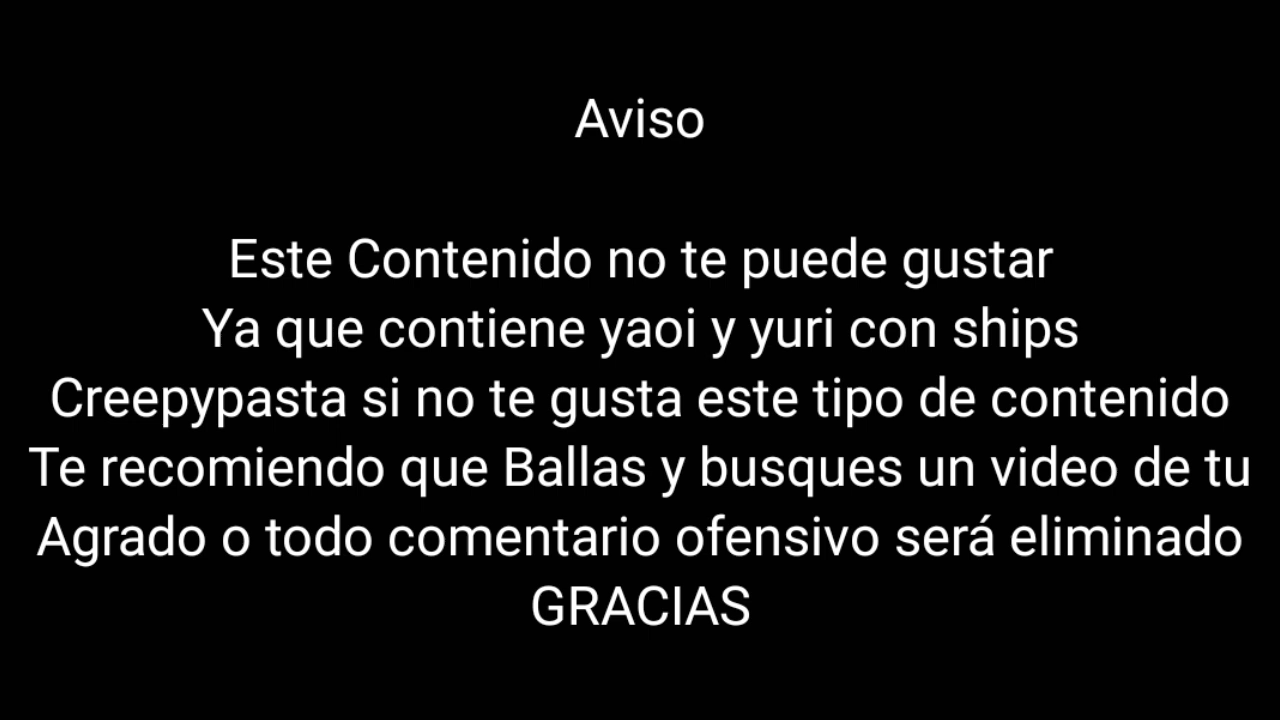 Aviso
Este Contenido no te puede gustar
Ya que contiene yaoi y yuri con ships
Creepypasta si no te gusta este tipo de contenido
Te recomiendo que Ballas y busques un video de tu
Agrado o todo comentario ofensivo será eliminado
GRACIAS